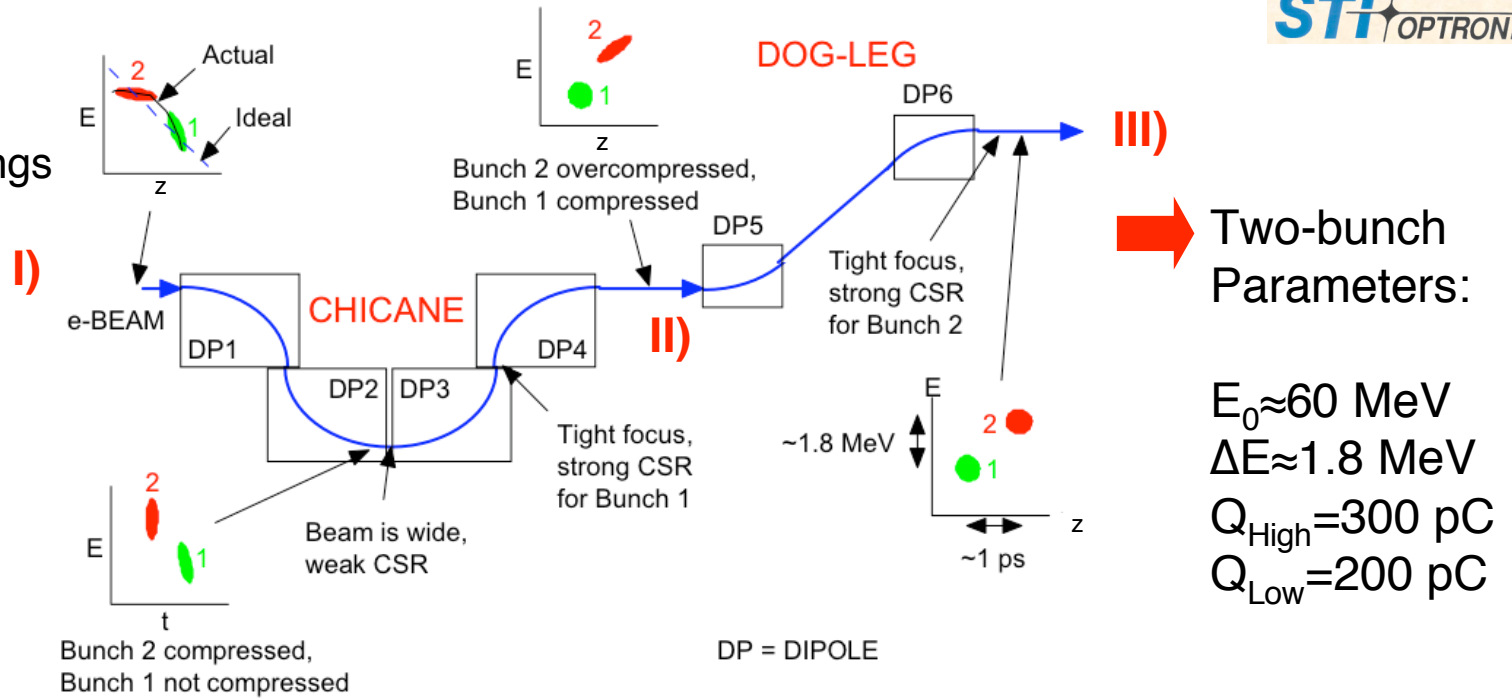 STI OPTRON
2
Actual
E
1
Ideal
z
2
E
1
z
DOG-LEG
DP6
III)
Bunch 2 overcompressed,
Bunch 1 compressed
DP5
Two-bunch
Parameters:
I)
e-BEAM
CHICANE
DP1
DP4
II)
Tight focus,
strong CSR
for Bunch 2
DP2
DP3
E
2
1
~1.8 MeV
z
~1 ps
E₀≈60 MeV
ΔE≈1.8 MeV
Q_High=300 pC
Q_Low=200 pC
Tight focus,
strong CSR
for Bunch 1
2
E
1
t
Beam is wide,
weak CSR
Bunch 2 compressed,
Bunch 1 not compressed
DP = DIPOLE